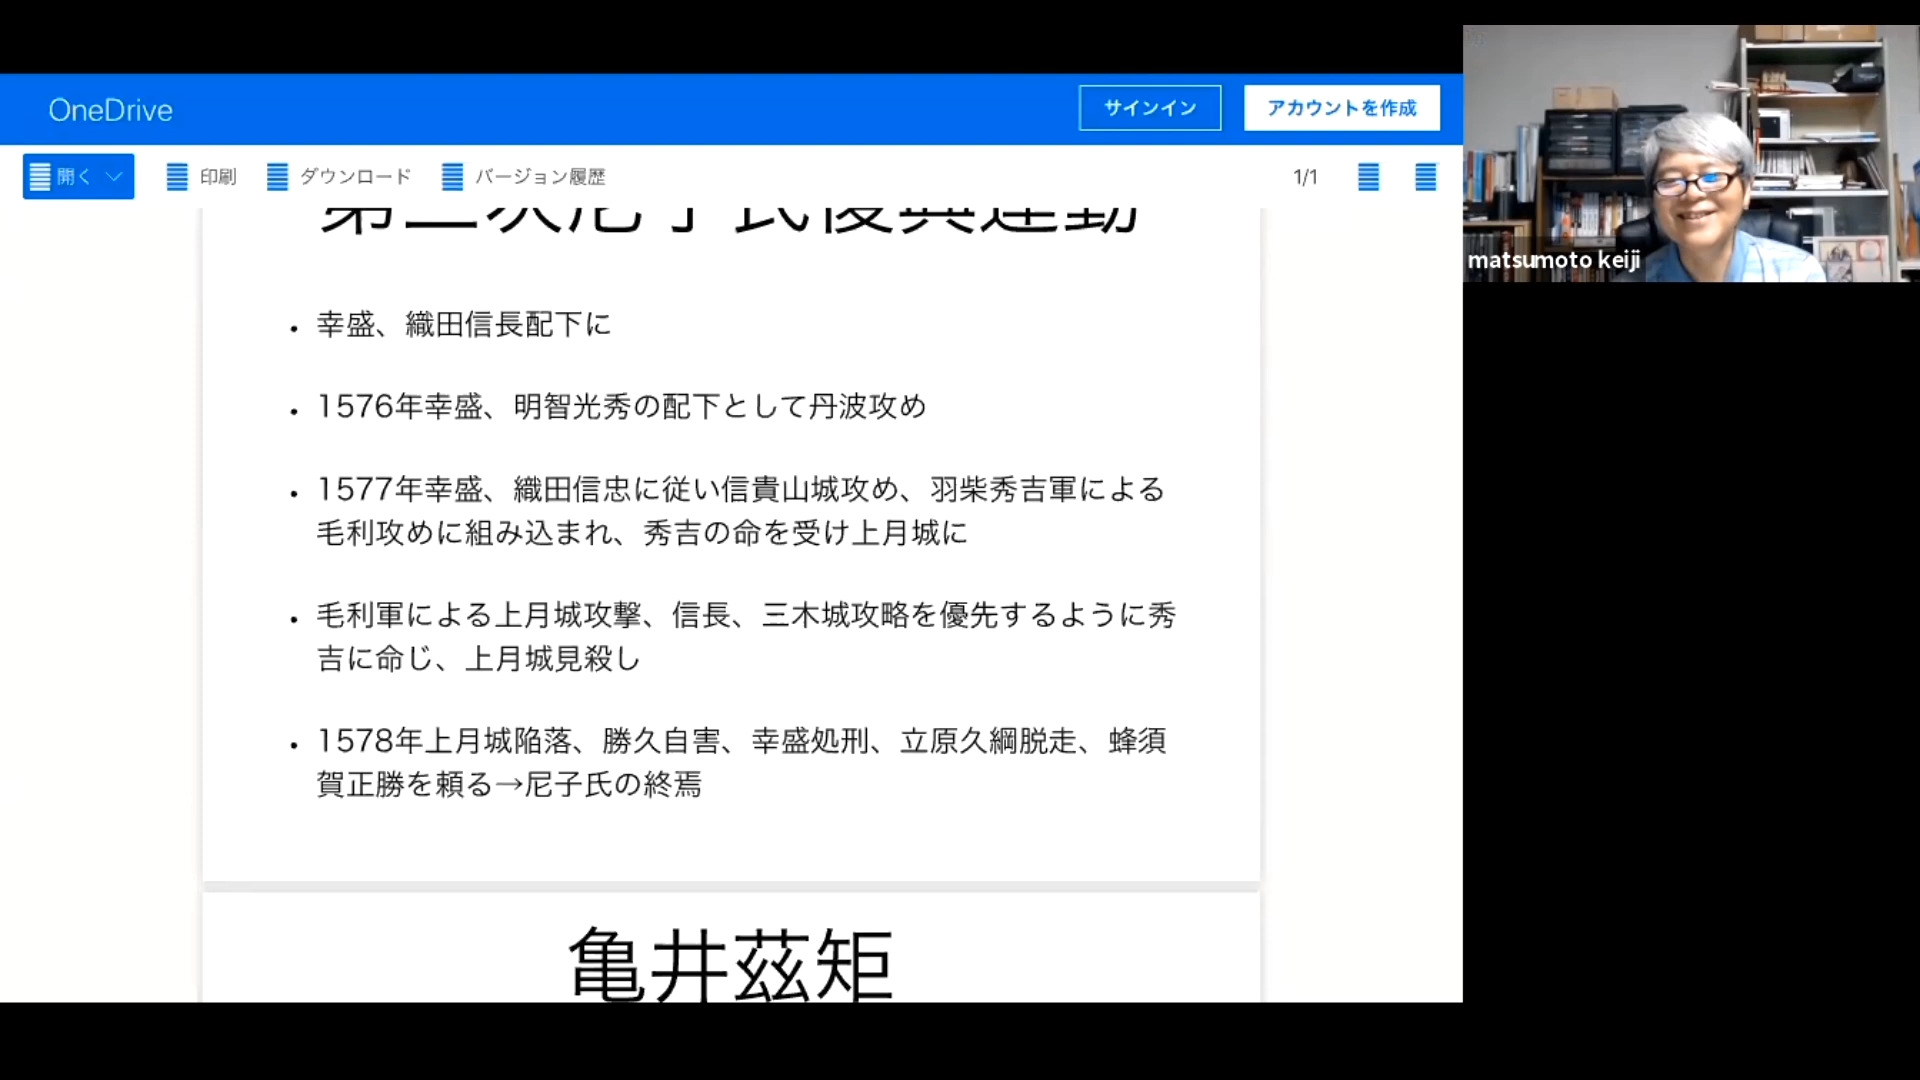 OneDrive
サインイン
アカウントを作成
開く
印刷
ダウンロード
バージョン履歴
1/1
matsumoto keiji
・幸盛、織田信長配下に
・1576年幸盛、明智光秀の配下として丹波攻め
・1577年幸盛、織田信忠に従い信貴山城攻め、羽柴秀吉軍による
毛利攻めに組み込まれ、秀吉の命を受け上月城に
・毛利軍による上月城攻撃、信長、三木城攻略を優先するように秀
吉に命じ、上月城見殺し
・1578年上月城陥落、勝久自害、幸盛処刑、立原久綱脱走、蜂須
賀正勝を頼る→尼子氏の終焉
亀井茲矩